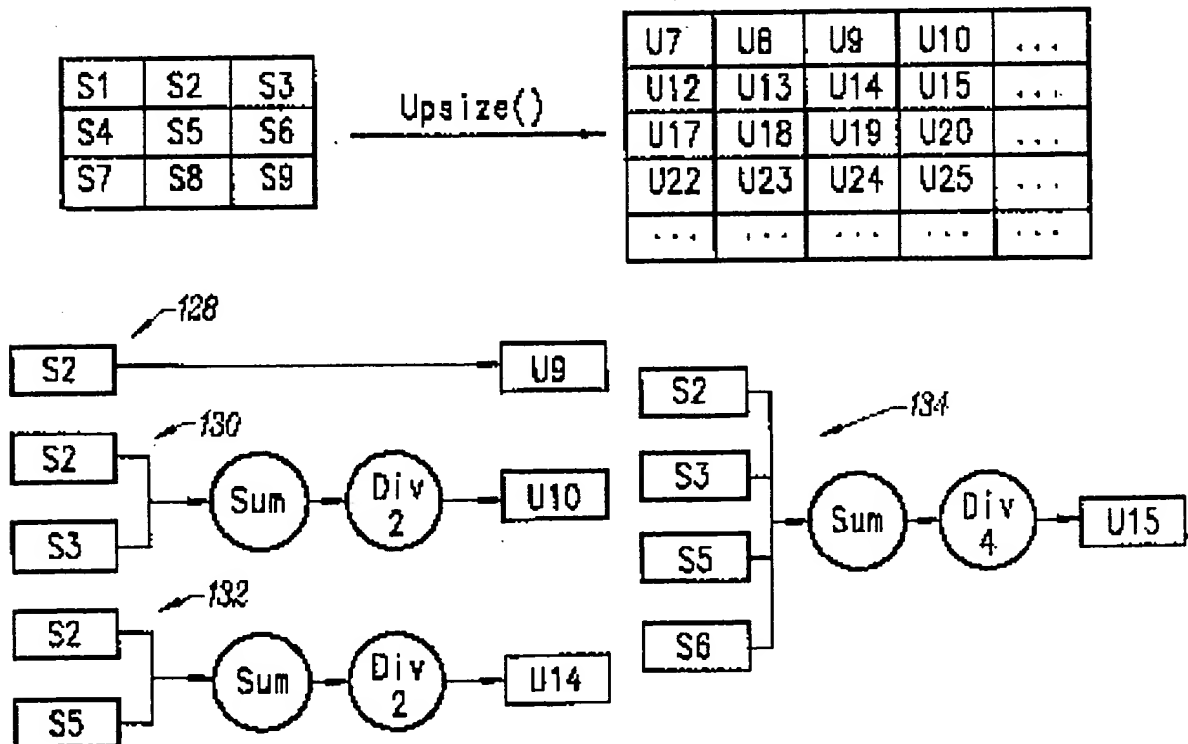 S1 S2 S3
S4 S5 S6
S7 S8 S9
Upsize()
U7 U8 U9 U10 ...
U12 U13 U14 U15 ...
U17 U18 U19 U20 ...
U22 U23 U24 U25 ...
... ... ... ... ...
128
S2 U9
130
S2
S3
Sum
Div
2
U10
132
S2
S5
Sum
Div
2
U14
134
S2
S3
S5
S6
Sum
Div
4
U15